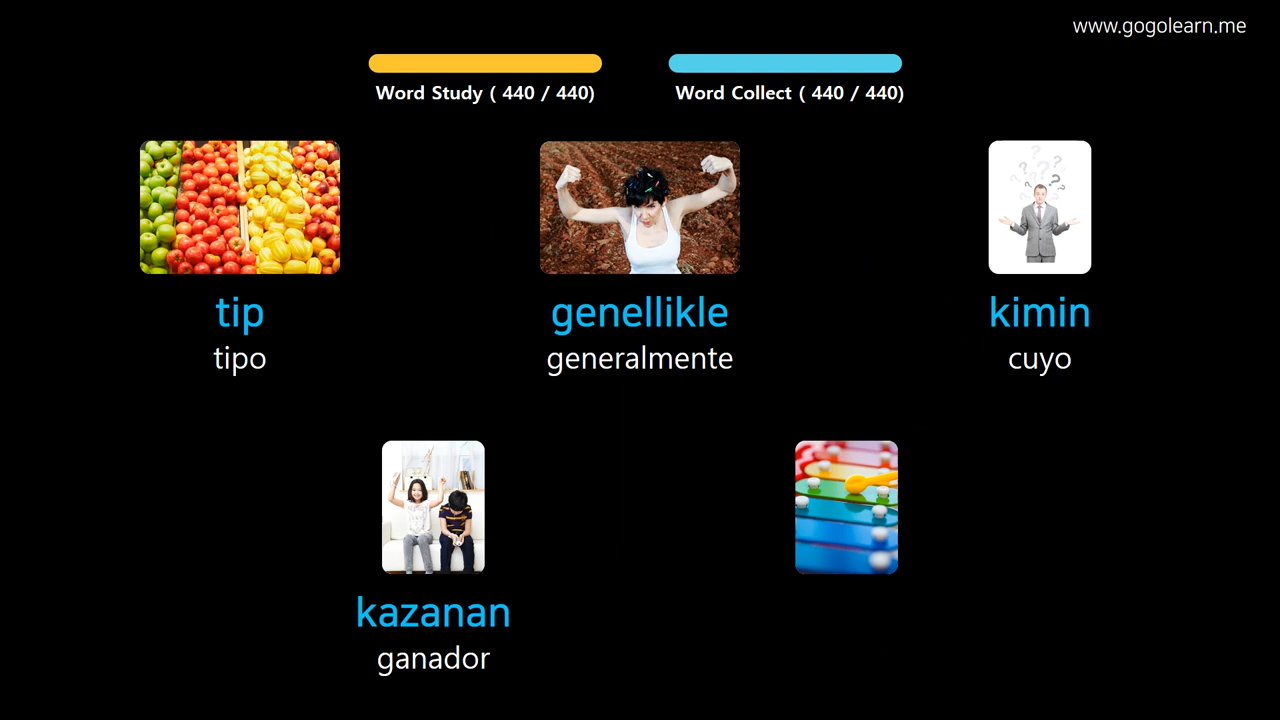 www.gogolearn.me
Word Study ( 440 / 440)
Word Collect ( 440 / 440)
tip
tipo
genellikle
generalmente
kimin
cuyo
kazanan
ganador